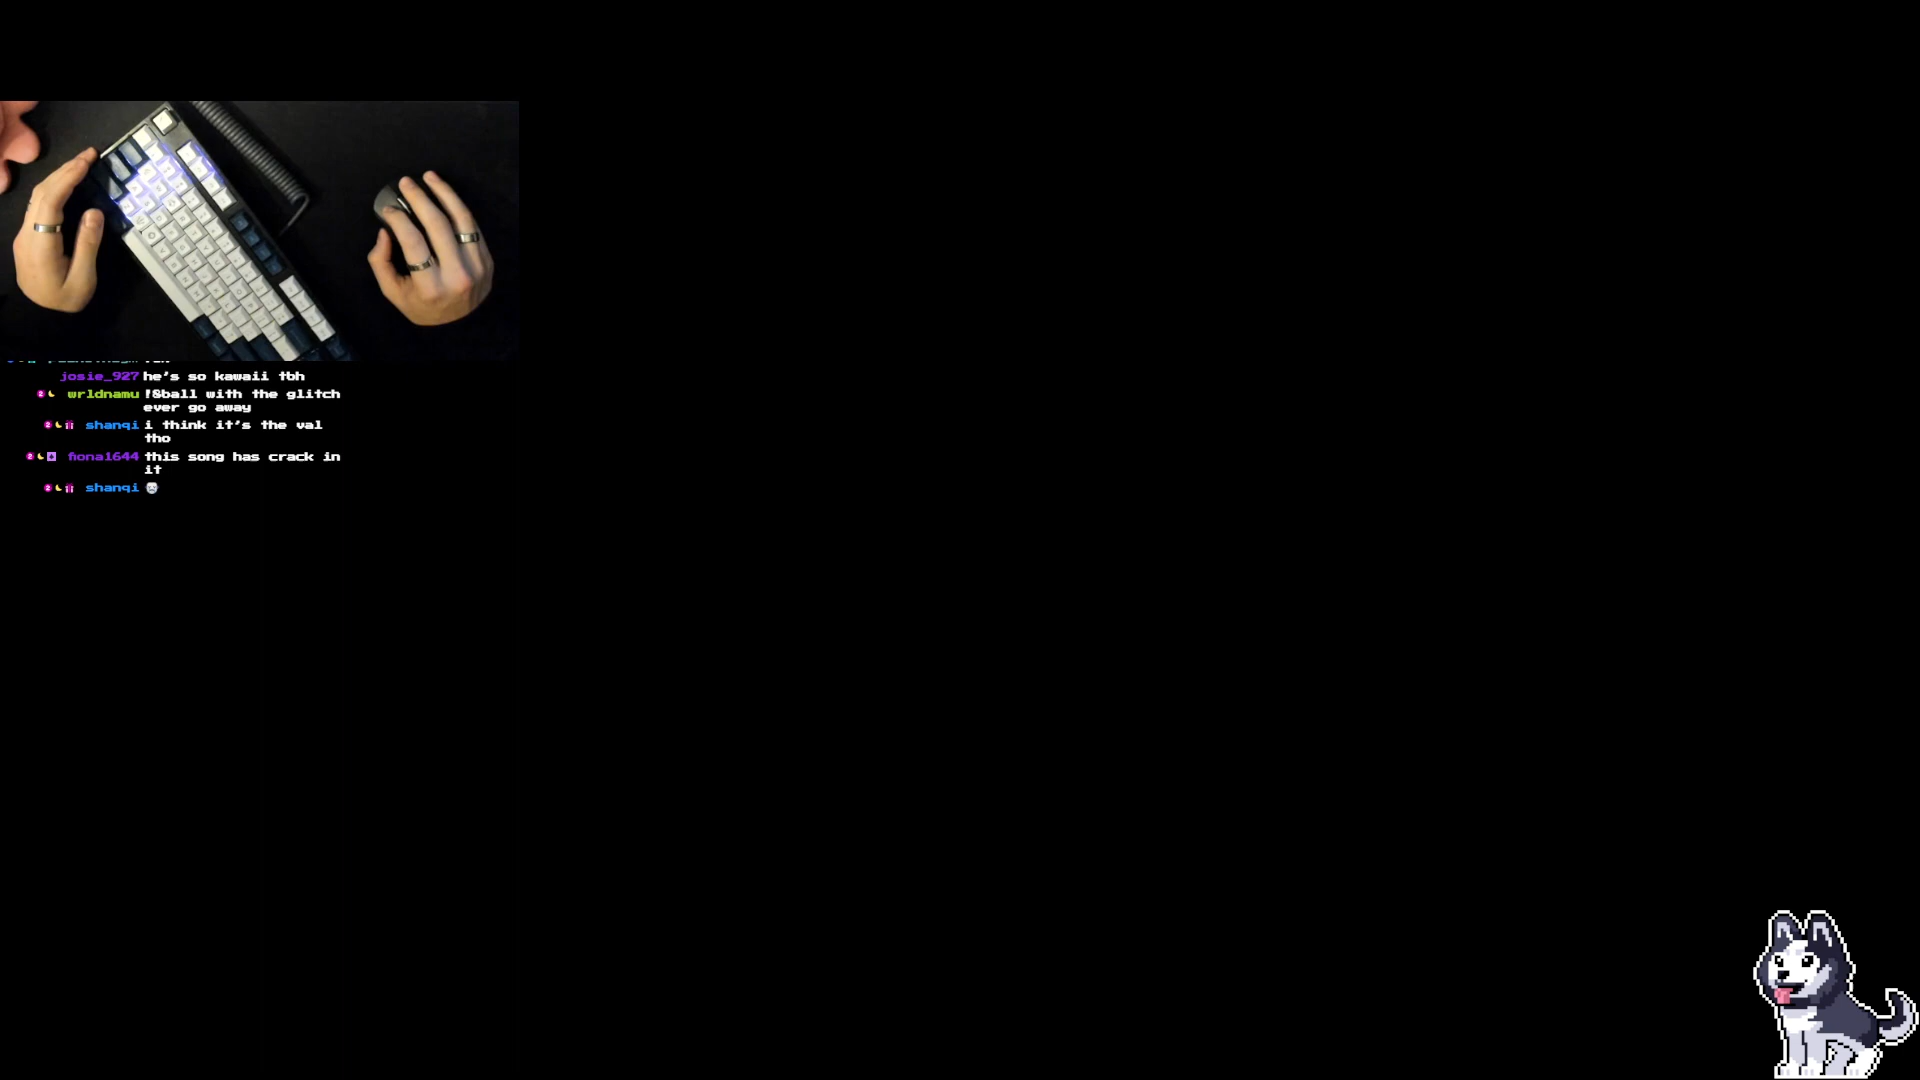 josie_927 he's so kawaii tbh
wrldnamu !8ball with the glitch
ever go away
shanqi i think it's the val
tho
fiona1644 this song has crack in
it
shanqi